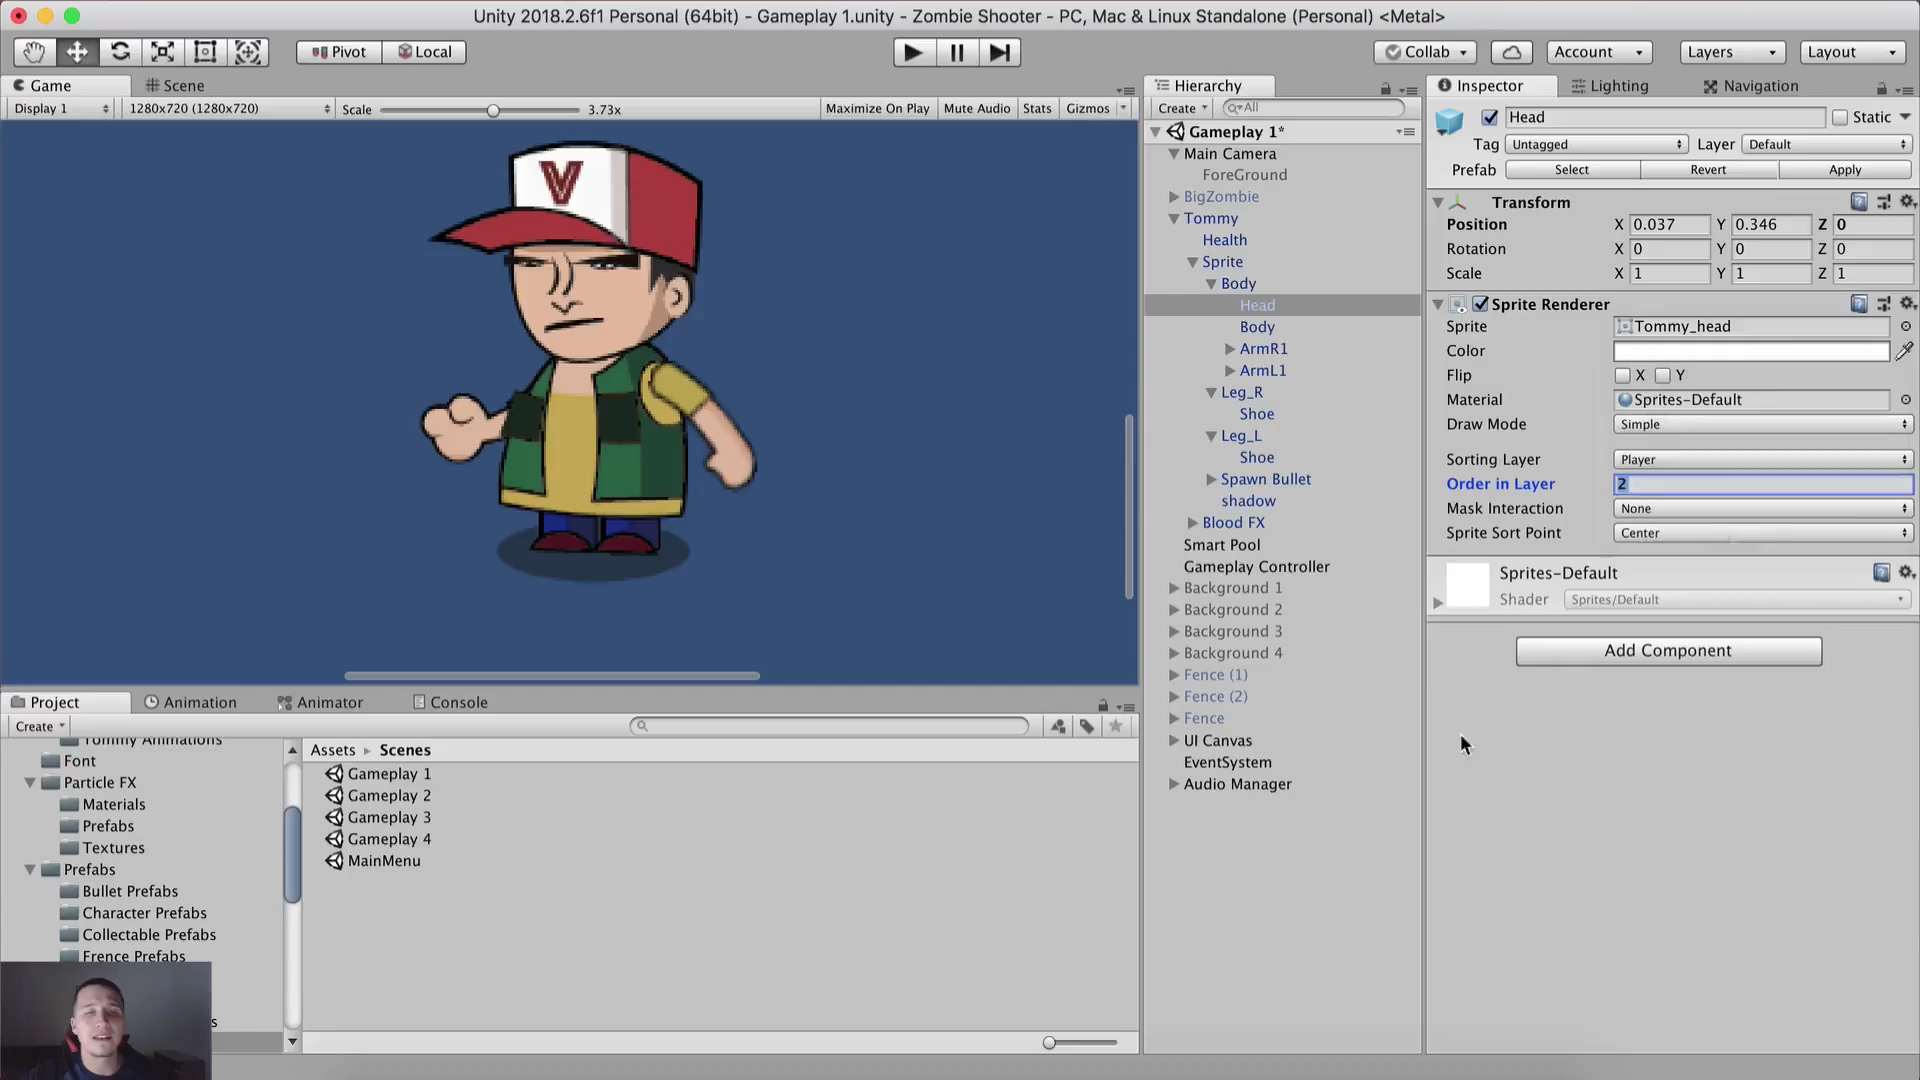 Unity 2018.2.6f1 Personal (64bit) - Gameplay 1.unity - Zombie Shooter - PC, Mac & Linux Standalone (Personal) <Metal>
Pivot Local Collab Account Layers Layout
Game Scene
Display 1 1280x720 (1280x720) Scale 3.73x Maximize On Play Mute Audio Stats Gizmos
V
Hierarchy
Create All
Gameplay 1*
Main Camera
ForeGround
BigZombie
Tommy
Health
Sprite
Body
Head
Body
ArmR1
ArmL1
Leg_R
Shoe
Leg_L
Shoe
Spawn Bullet
shadow
Blood FX
Smart Pool
Gameplay Controller
Background 1
Background 2
Background 3
Background 4
Fence (1)
Fence (2)
Fence
UI Canvas
EventSystem
Audio Manager
Inspector Lighting Navigation
Head Static
Tag Untagged Layer Default
Prefab Select Revert Apply
Transform
Position X 0.037 Y 0.346 Z 0
Rotation X 0 Y 0 Z 0
Scale X 1 Y 1 Z 1
Sprite Renderer
Sprite Tommy_head
Color
Flip X Y
Material Sprites-Default
Draw Mode Simple
Sorting Layer Player
Order in Layer 2
Mask Interaction None
Sprite Sort Point Center
Sprites-Default
Shader Sprites/Default
Add Component
Project Animation Animator Console
Create
Tommy Animations
Font
Particle FX
Materials
Prefabs
Textures
Prefabs
Bullet Prefabs
Character Prefabs
Collectable Prefabs
Frence Prefabs
Assets Scenes
Gameplay 1
Gameplay 2
Gameplay 3
Gameplay 4
MainMenu